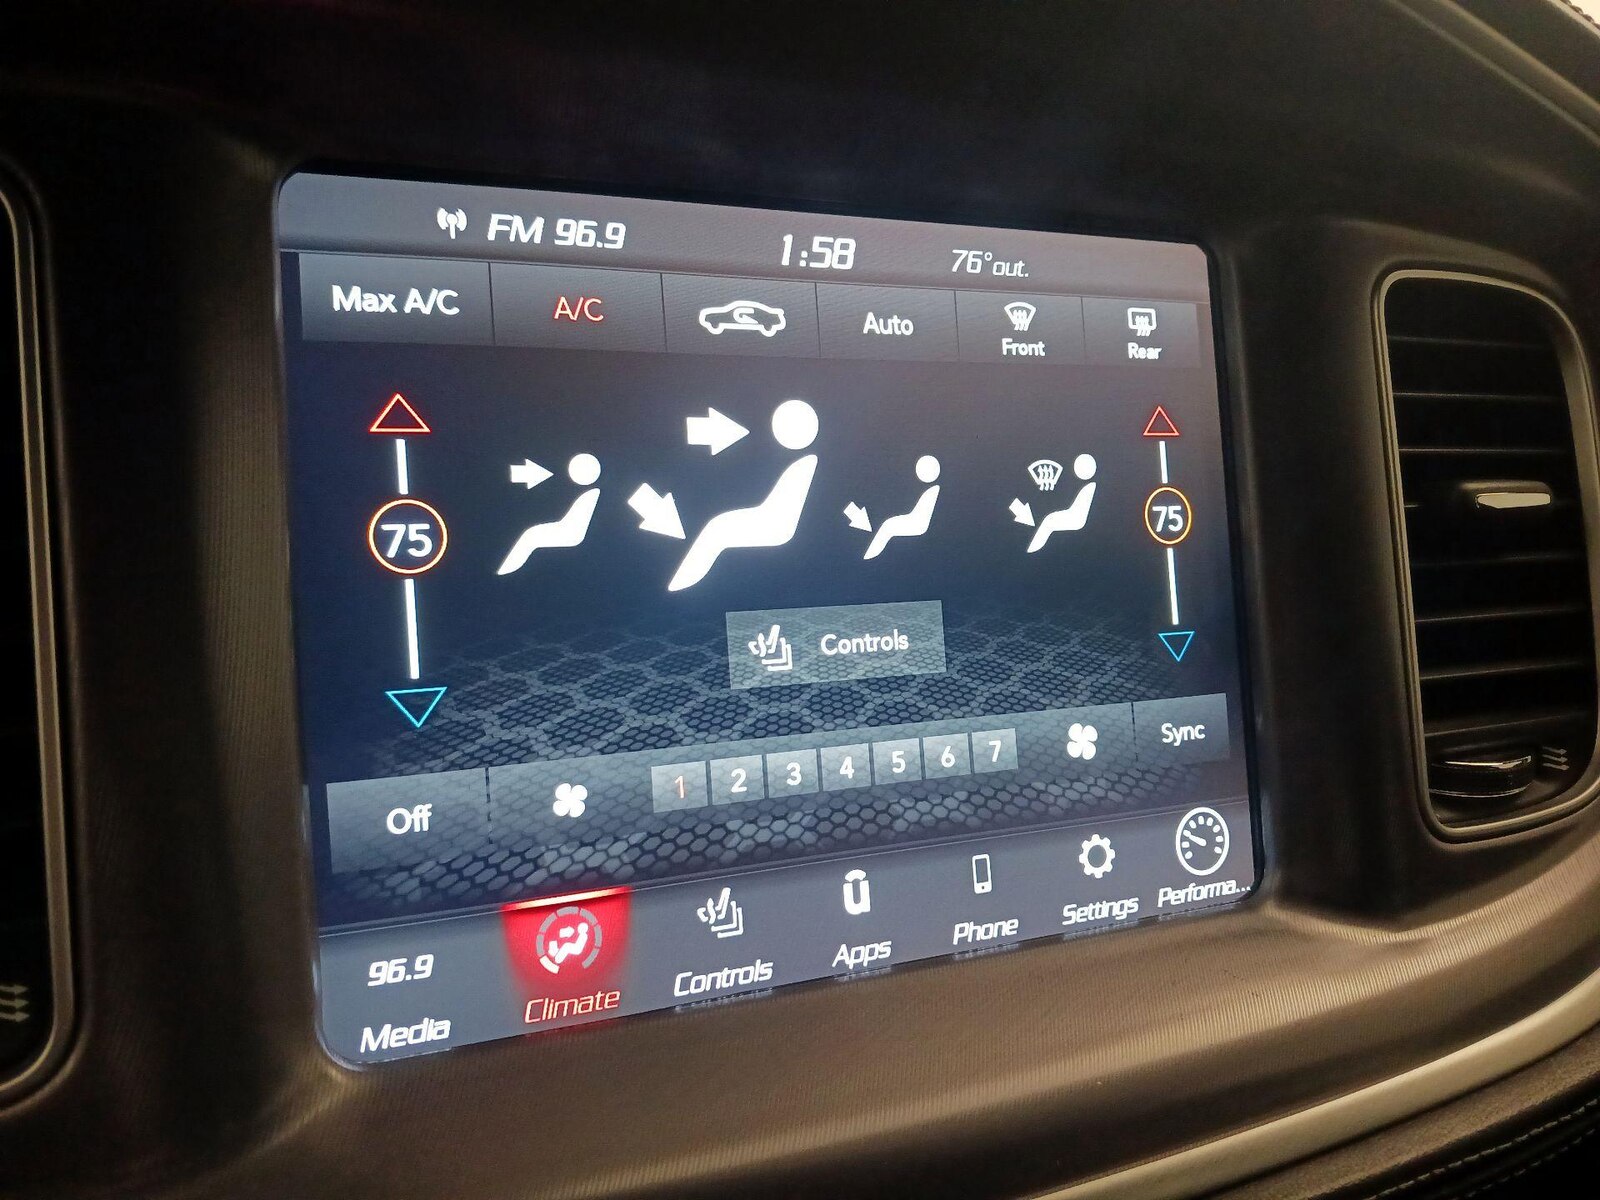 FM 96.9
1:58
76° out.
Max A/C
A/C
Auto
Front
Rear
75
75
Controls
Off
1 2 3 4 5 6 7
Sync
96.9
Media
Climate
Controls
Apps
Phone
Settings
Performa...